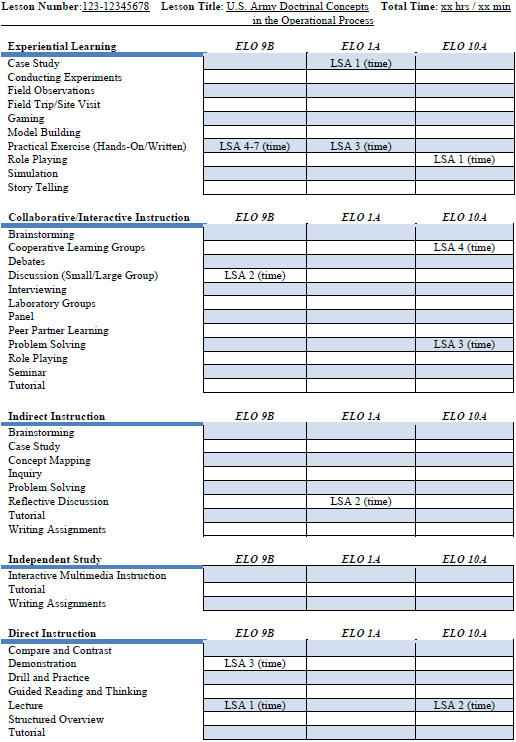 Lesson Number:123-12345678 Lesson Title: U.S. Army Doctrinal Concepts Total Time: xx hrs / xx min
in the Operational Process
Experiential Learning ELO 9B ELO 1A ELO 10A
Case Study LSA 1 (time)
Conducting Experiments
Field Observations
Field Trip/Site Visit
Gaming
Model Building
Practical Exercise (Hands-On/Written) LSA 4-7 (time) LSA 3 (time)
Role Playing LSA 1 (time)
Simulation
Story Telling
Collaborative/Interactive Instruction ELO 9B ELO 1A ELO 10A
Brainstorming
Cooperative Learning Groups LSA 4 (time)
Debates
Discussion (Small/Large Group) LSA 2 (time)
Interviewing
Laboratory Groups
Panel
Peer Partner Learning
Problem Solving LSA 3 (time)
Role Playing
Seminar
Tutorial
Indirect Instruction ELO 9B ELO 1A ELO 10A
Brainstorming
Case Study
Concept Mapping
Inquiry
Problem Solving
Reflective Discussion LSA 2 (time)
Tutorial
Writing Assignments
Independent Study ELO 9B ELO 1A ELO 10A
Interactive Multimedia Instruction
Tutorial
Writing Assignments
Direct Instruction ELO 9B ELO 1A ELO 10A
Compare and Contrast
Demonstration LSA 3 (time)
Drill and Practice
Guided Reading and Thinking
Lecture LSA 1 (time) LSA 2 (time)
Structured Overview
Tutorial